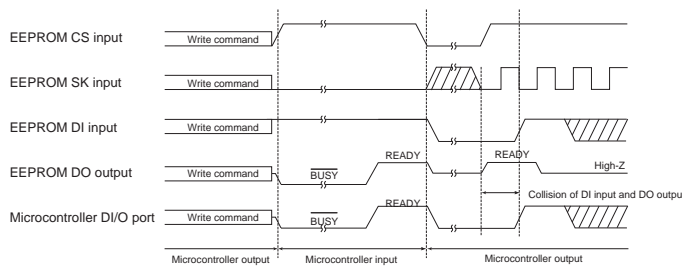 EEPROM CS input
Write command
EEPROM SK input
Write command
EEPROM DI input
Write command
READY
READY
EEPROM DO output
Write command
BUSY
High-Z
Collision of DI input and DO outpu
READY
Microcontroller DI/O port
Write command
BUSY
Microcontroller output
Microcontroller input
Microcontroller output